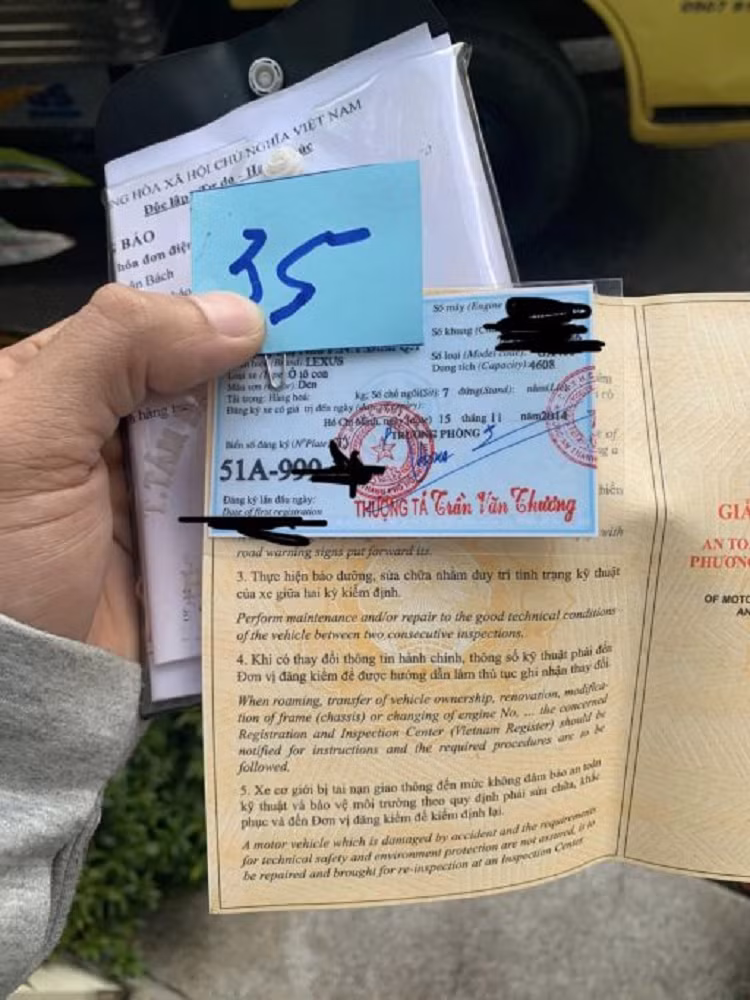 0907
HÒA XÃ HỘI CHỦ NGHĨA VIỆT NAM
Độc lập
BÁO
hóa đơn điện
Bách
35
Số máy (Engine
Số khung
Số loại (Model code):
Dung tích (Capacity): 4608
LEXUS
Ô tô con
Đen
Tải trọng: Hàng hoá: kg; Số chỗ ngồi(Sit): 7 đứng(Stand): nằm(Lie):
Đăng ký xe có giá trị đến ngày
Hồ Chí Minh, ngày 15 tháng 11 năm2014
TRƯỞNG PHÒNG
Biển số đăng ký (N°Plate)
51A-999
Đăng ký lần đầu ngày:
Date of first registration
THƯỢNG TÁ Trần Văn Thương
with
road warning signs put forward its.
3. Thực hiện bảo dưỡng, sửa chữa nhằm duy trì tình trạng kỹ thuật
của xe giữa hai kỳ kiểm định.
Perform maintenance and/or repair to the good technical conditions
of the vehicle between two consecutive inspections.
4. Khi có thay đổi thông tin hành chính, thông số kỹ thuật phải đến
Đơn vị đăng kiểm để được hướng dẫn làm thủ tục ghi nhận thay đổi.
When roaming, transfer of vehicle ownership, renovation, modifica-
tion of frame (chassis) or changing of engine No, ... the concerned
Registration and Inspection Center (Vietnam Register) should be
notified for instructions and the required procedures are to be
followed.
5. Xe cơ giới bị tai nạn giao thông đến mức không đảm bảo an toàn
kỹ thuật và bảo vệ môi trường theo quy định phải sửa chữa, khắc
phục và đến Đơn vị đăng kiểm để kiểm định lại.
A motor vehicle which is damaged by accident and the requirements
for technical safety and environment protection are not assured, it is to
be repaired and brought for re-inspection at an Inspection Center.
GIẤ
AN TO
PHƯƠN
OF MOTO
AN